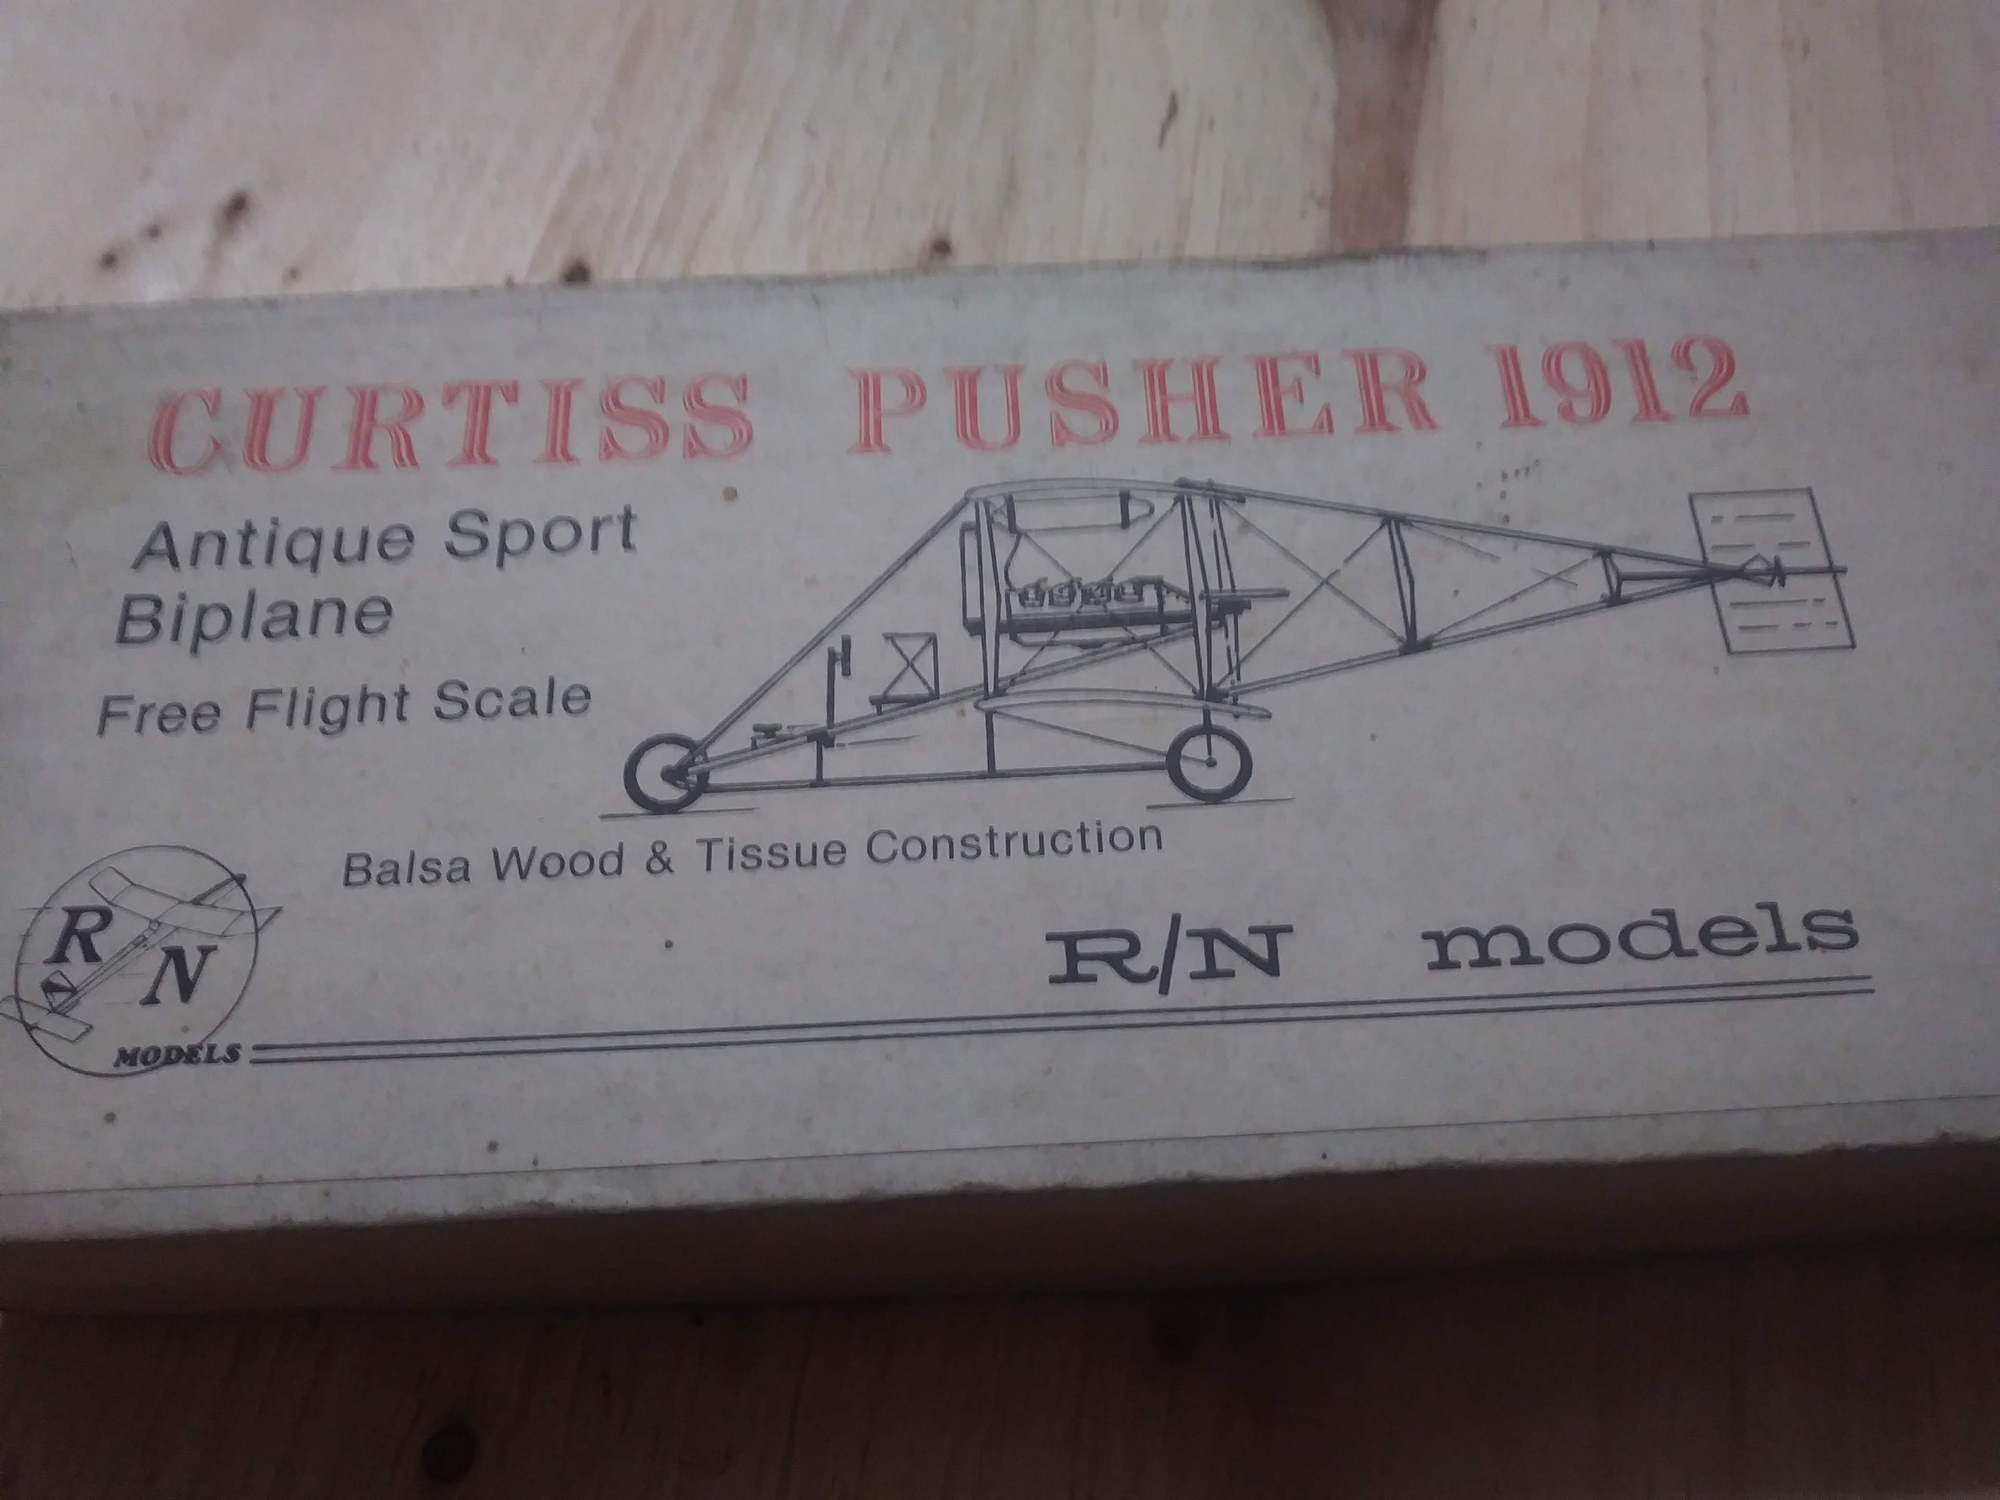 CURTISS PUSHER 1912
Antique Sport
Biplane
Free Flight Scale
Balsa Wood & Tissue Construction
R/N models
R
N
MODELS